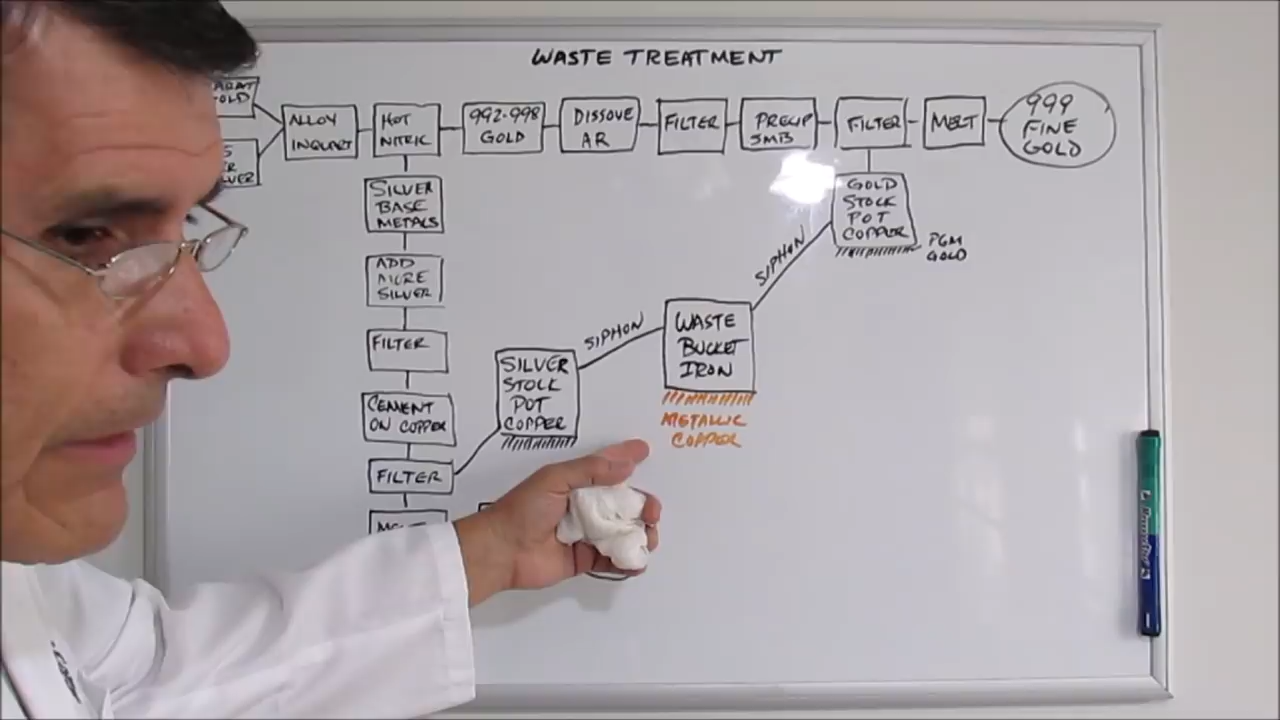 WASTE TREATMENT
ALLOY
INQUART
HOT
NITRIC
992-998
GOLD
DISSOVE
AR
FILTER
PRECIP
SMB
FILTER
MELT
999
FINE
GOLD
SILVER
BASE
METALS
ADD
MORE
SILVER
FILTER
CEMENT
ON COPPER
FILTER
SILVER
STOCK
POT
COPPER
SIPHON
WASTE
BUCKET
IRON
METALLIC
COPPER
SIPHON
GOLD
STOCK
POT
COPPER
PGM
GOLD